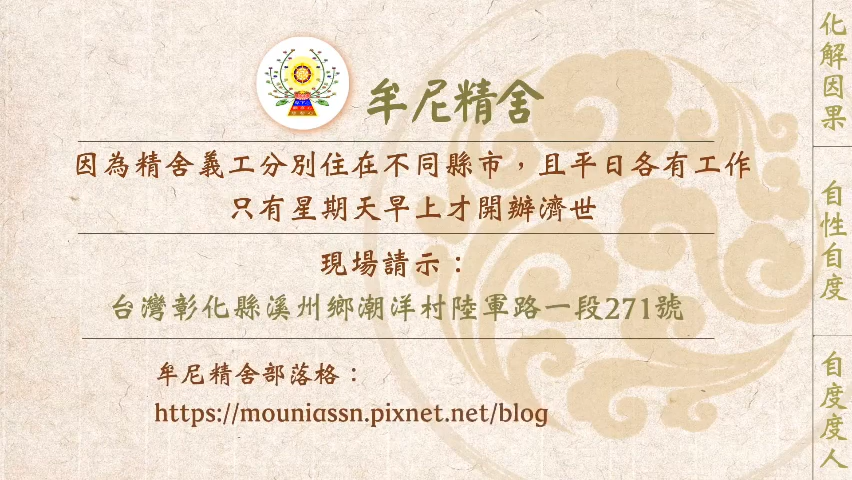 牟尼精舍
因為精舍義工分別住在不同縣市，且平日各有工作
只有星期天早上才開辦濟世
現場請示：
台灣彰化縣溪州鄉潮洋村陸軍路一段271號
牟尼精舍部落格：
https://mouniassn.pixnet.net/blog
化解因果
自性自度
自度度人